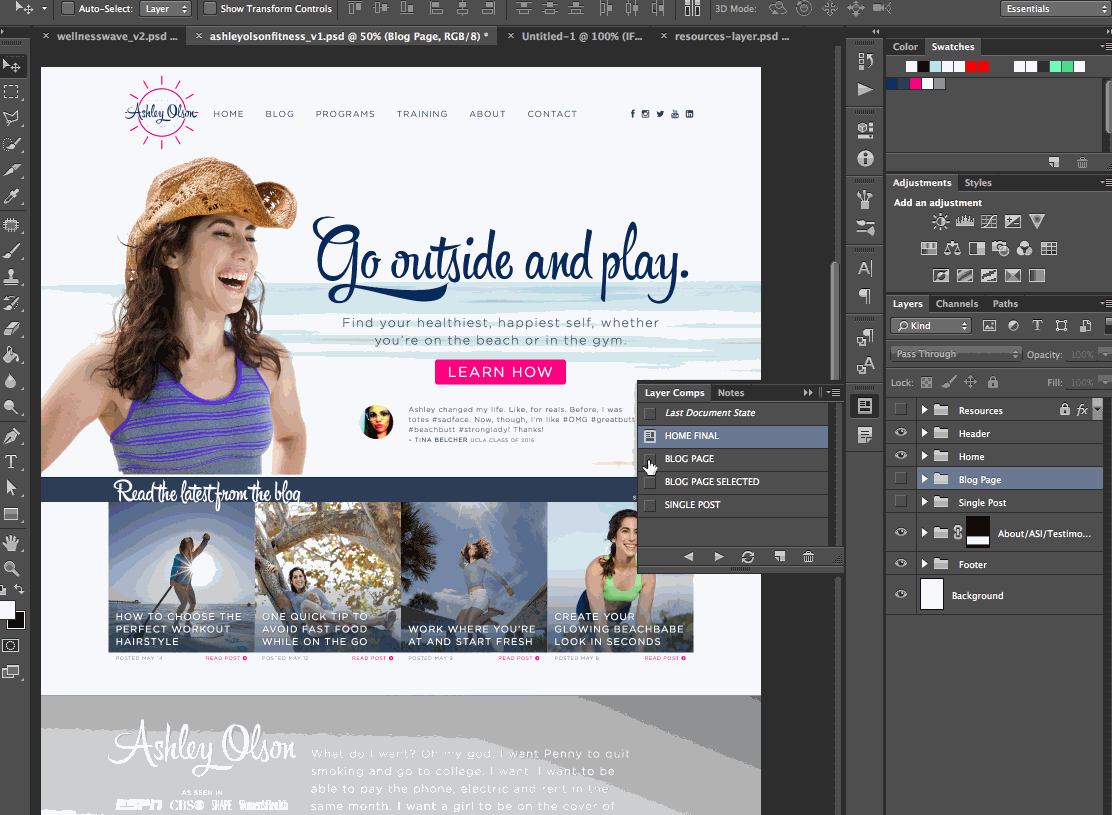 Auto-Select:
Layer
Show Transform Controls
3D Mode:
Essentials
wellnesswave_v2.psd ...
ashleyolsonfitness_v1.psd @ 50% (Blog Page, RGB/8) *
Untitled-1 @ 100% (IF...
resources-layer.psd ...
Ashley Olson
HOME
BLOG
PROGRAMS
TRAINING
ABOUT
CONTACT
Go outside and play.
Find your healthiest, happiest self, whether
you're on the beach or in the gym.
LEARN HOW
Ashley changed my life. Like, for reals. Before, I was
totes #sadface. Now, though, I'm like #OMG #greatbutt
#beachbutt #stronglady! Thanks!
~ TINA BELCHER UCLA CLASS OF 2016
Read the latest from the blog
HOW TO CHOOSE THE
PERFECT WORKOUT
HAIRSTYLE
POSTED MAY 14
READ POST
ONE QUICK TIP TO
AVOID FAST FOOD
WHILE ON THE GO
POSTED MAY 12
READ POST
WORK WHERE YOU'RE
AT AND START FRESH
POSTED MAY 9
READ POST
CREATE YOUR
GLOWING BEACHBABE
LOOK IN SECONDS
POSTED MAY 6
READ POST
Ashley Olson
AS SEEN IN
ESPN
CBS
SHAPE
Women'sHealth
What do I want? Oh my god, I want Penny to quit
smoking and go to college. I want. I want to be
able to pay the phone, electric and rent in the
same month. I want a girl to be on the cover of
Layer Comps
Notes
Last Document State
HOME FINAL
BLOG PAGE
BLOG PAGE SELECTED
SINGLE POST
Color
Swatches
Adjustments
Styles
Add an adjustment
Layers
Channels
Paths
Kind
Pass Through
Opacity:
100%
Lock:
Fill:
100%
Resources
fx
Header
Home
Blog Page
Single Post
About/ASI/Testimo...
Footer
Background